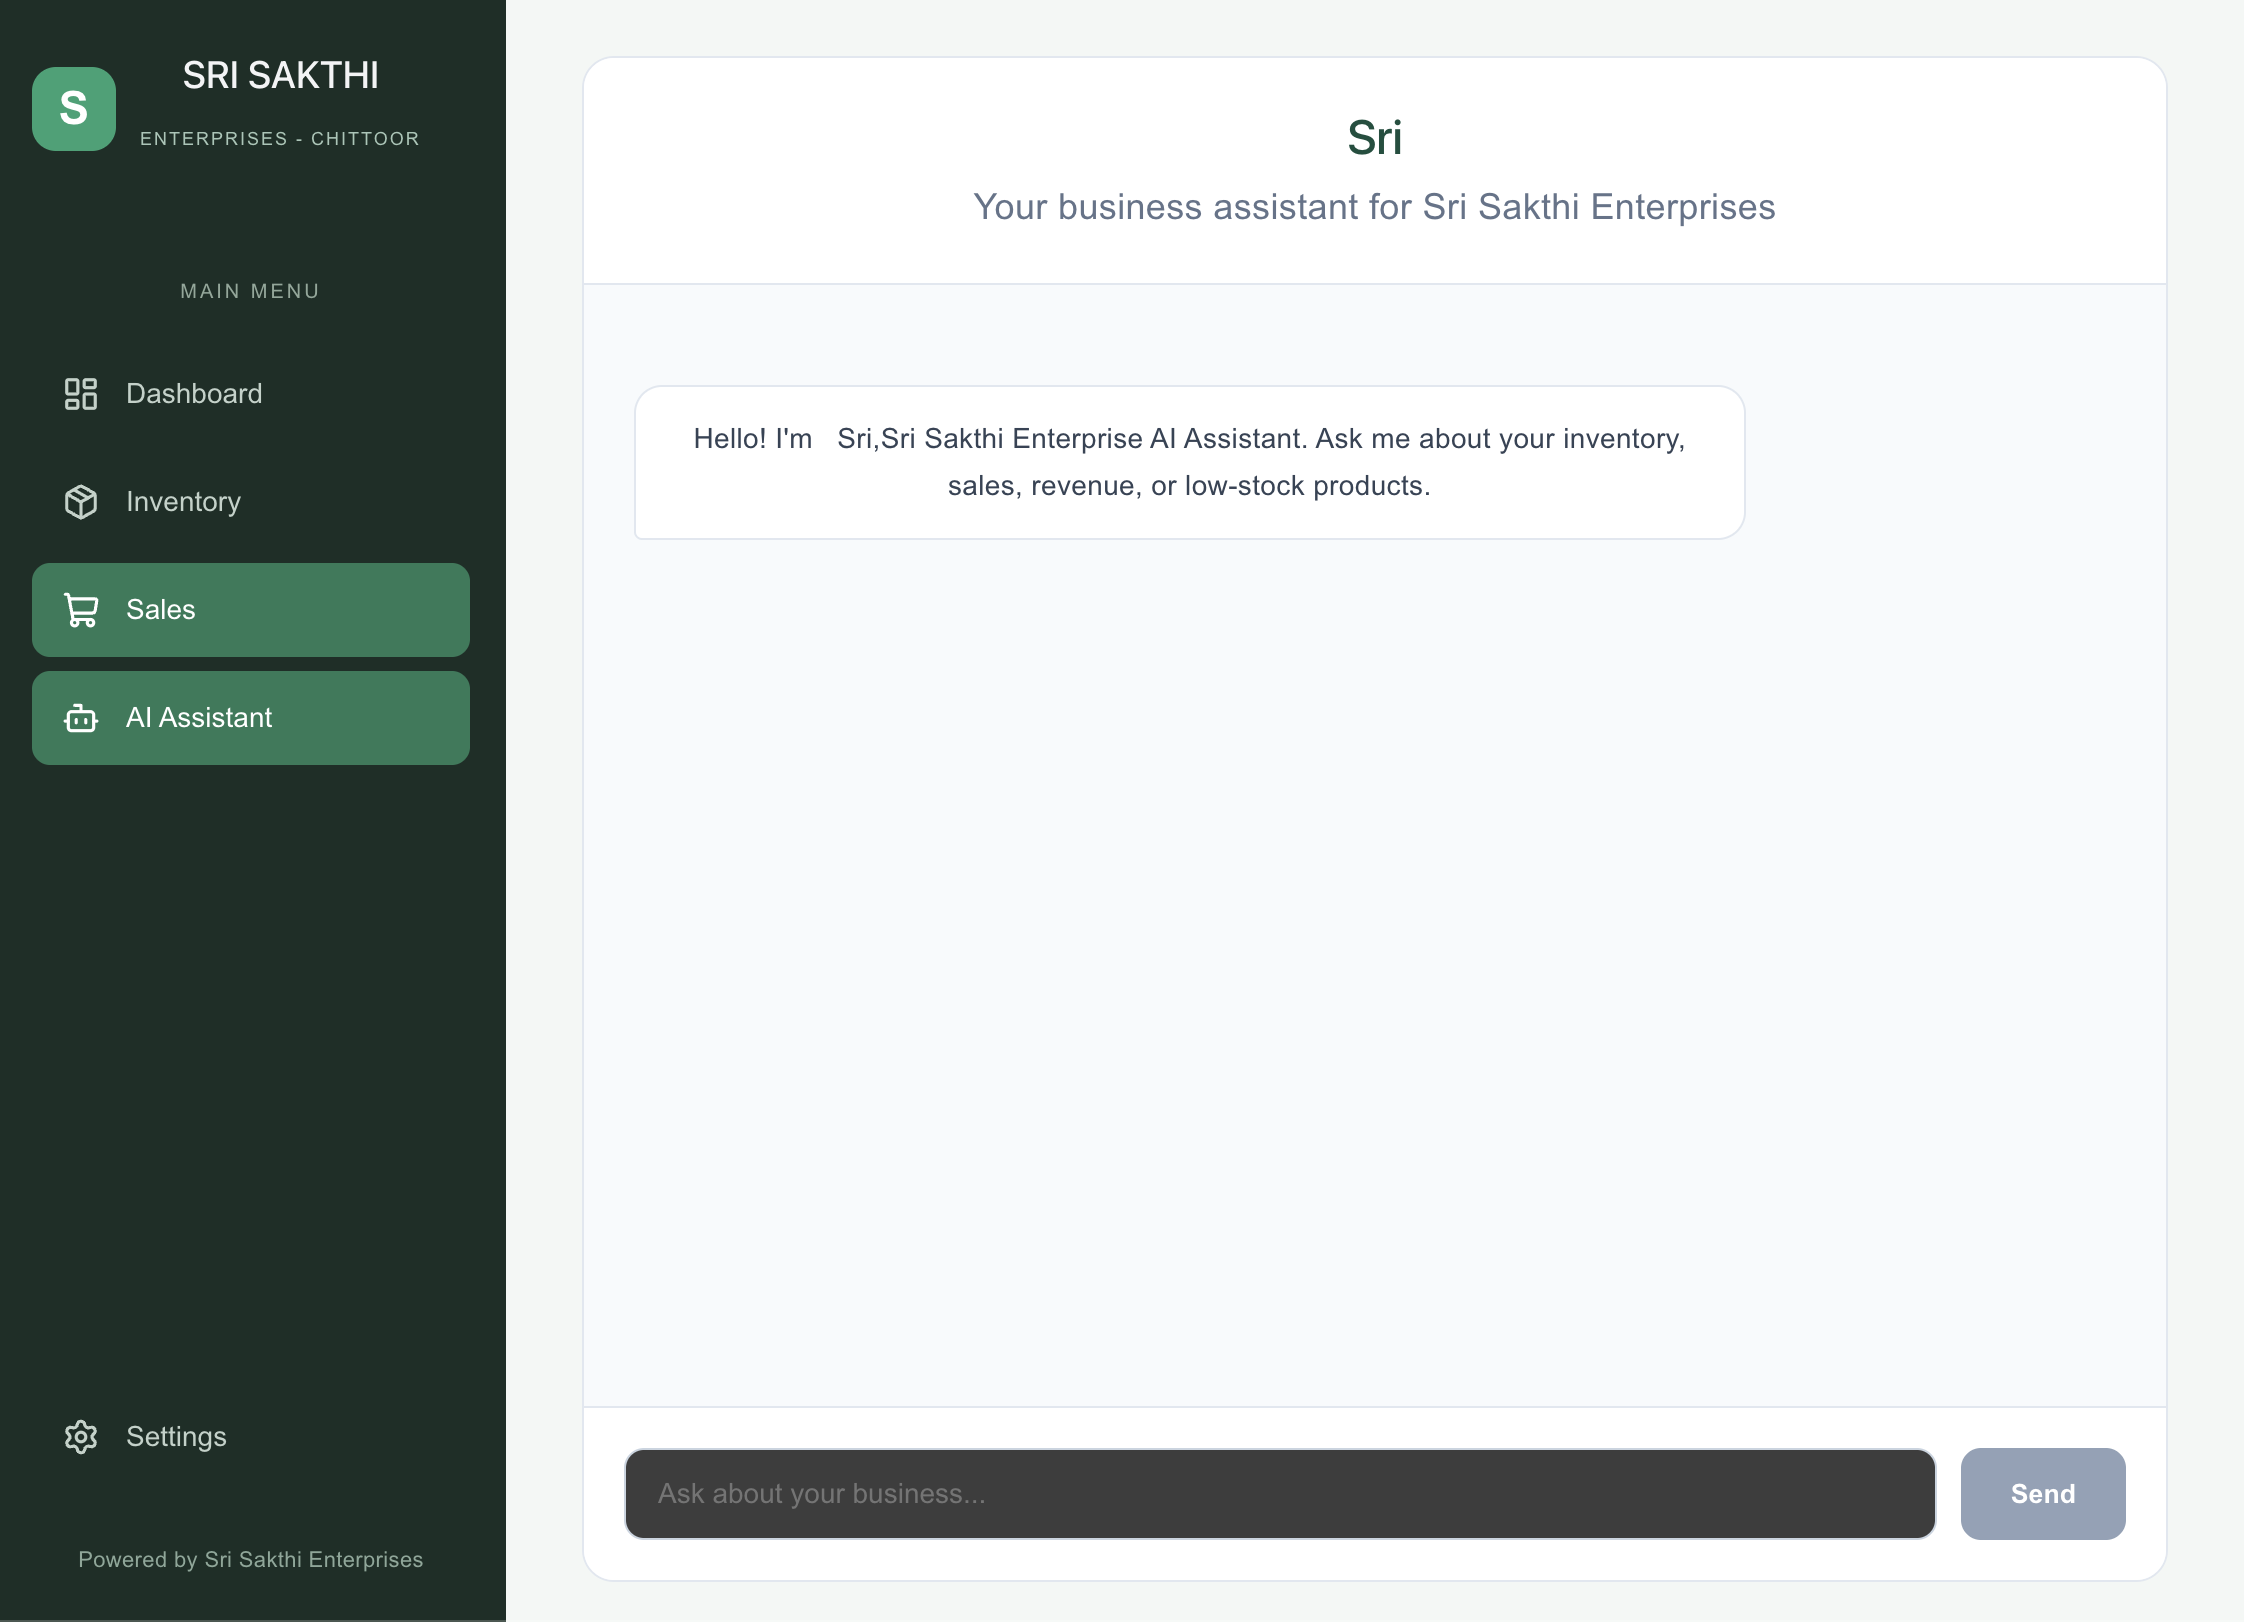 S
SRI SAKTHI
ENTERPRISES - CHITTOOR
MAIN MENU
Dashboard
Inventory
Sales
AI Assistant
Settings
Powered by Sri Sakthi Enterprises
Sri
Your business assistant for Sri Sakthi Enterprises
Hello! I'm   Sri,Sri Sakthi Enterprise AI Assistant. Ask me about your inventory,
sales, revenue, or low-stock products.
Ask about your business...
Send